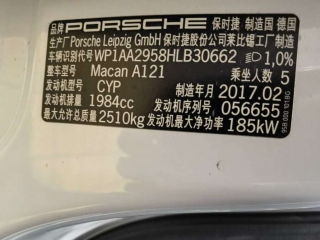 品牌 PORSCHE 保时捷 制造国 德国
生产厂 Porsche Leipzig GmbH 保时捷股份公司莱比锡工厂制造
车辆识别代号 WP1AA2958HLB30662 1,0%
整车型号 Macan A121 乘坐人数 5
发动机型号 CYP 制造年月 2017.02
发动机排量 1984cc 发动机序列号, 056655
最大允许总质量 2510kg 发动机最大净功率 185kW